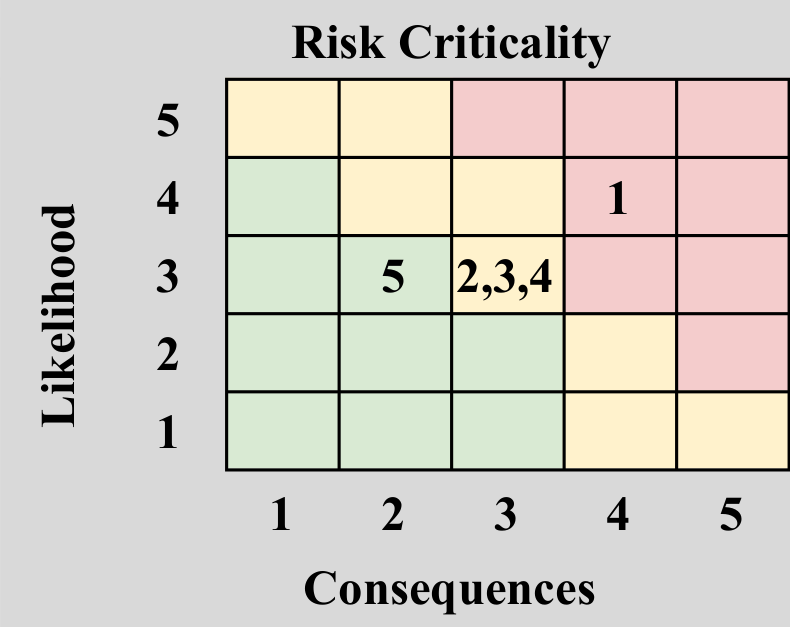 Risk Criticality
5
4 1
3 5 2,3,4
2
1
Likelihood
1 2 3 4 5
Consequences